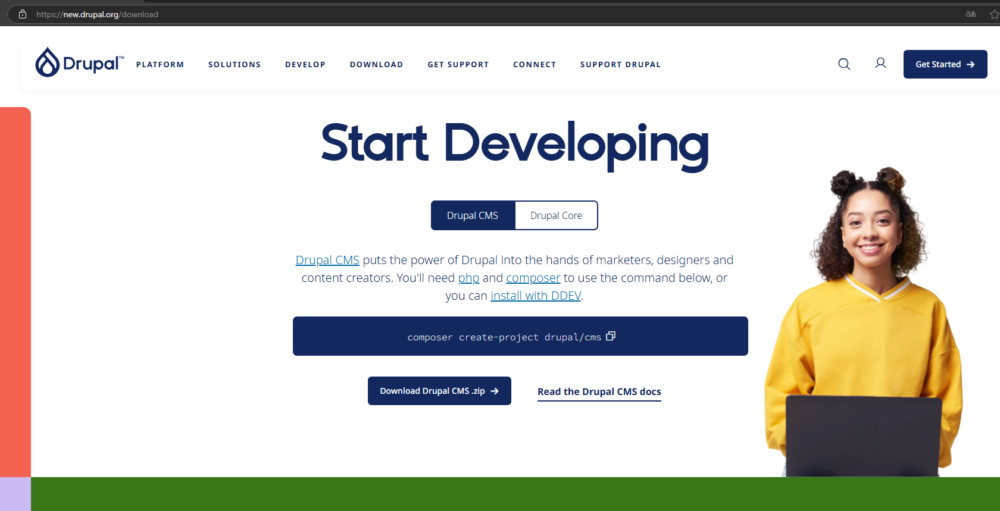 https://new.drupal.org/download
aあ
Drupal™
PLATFORM
SOLUTIONS
DEVELOP
DOWNLOAD
GET SUPPORT
CONNECT
SUPPORT DRUPAL
Get Started →
Start Developing
Drupal CMS
Drupal Core
Drupal CMS puts the power of Drupal into the hands of marketers, designers and
content creators. You'll need php and composer to use the command below, or
you can install with DDEV.
composer create-project drupal/cms
Download Drupal CMS .zip →
Read the Drupal CMS docs